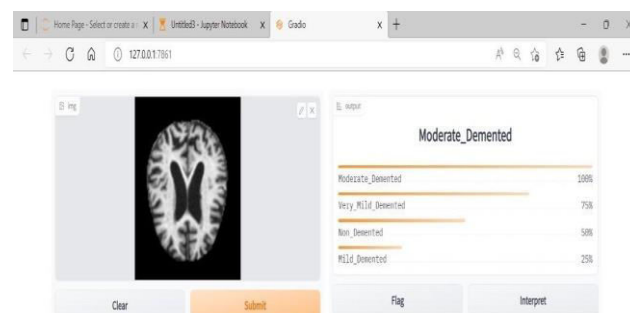 Home Page - Select or create a
Untitled3 - Jupyter Notebook
Gradio
127.0.0.1:7861
img
output
Moderate_Demented
Moderate_Demented 100%
Very_Mild_Demented 75%
Non_Demented 50%
Mild_Demented 25%
Clear
Submit
Flag
Interpret